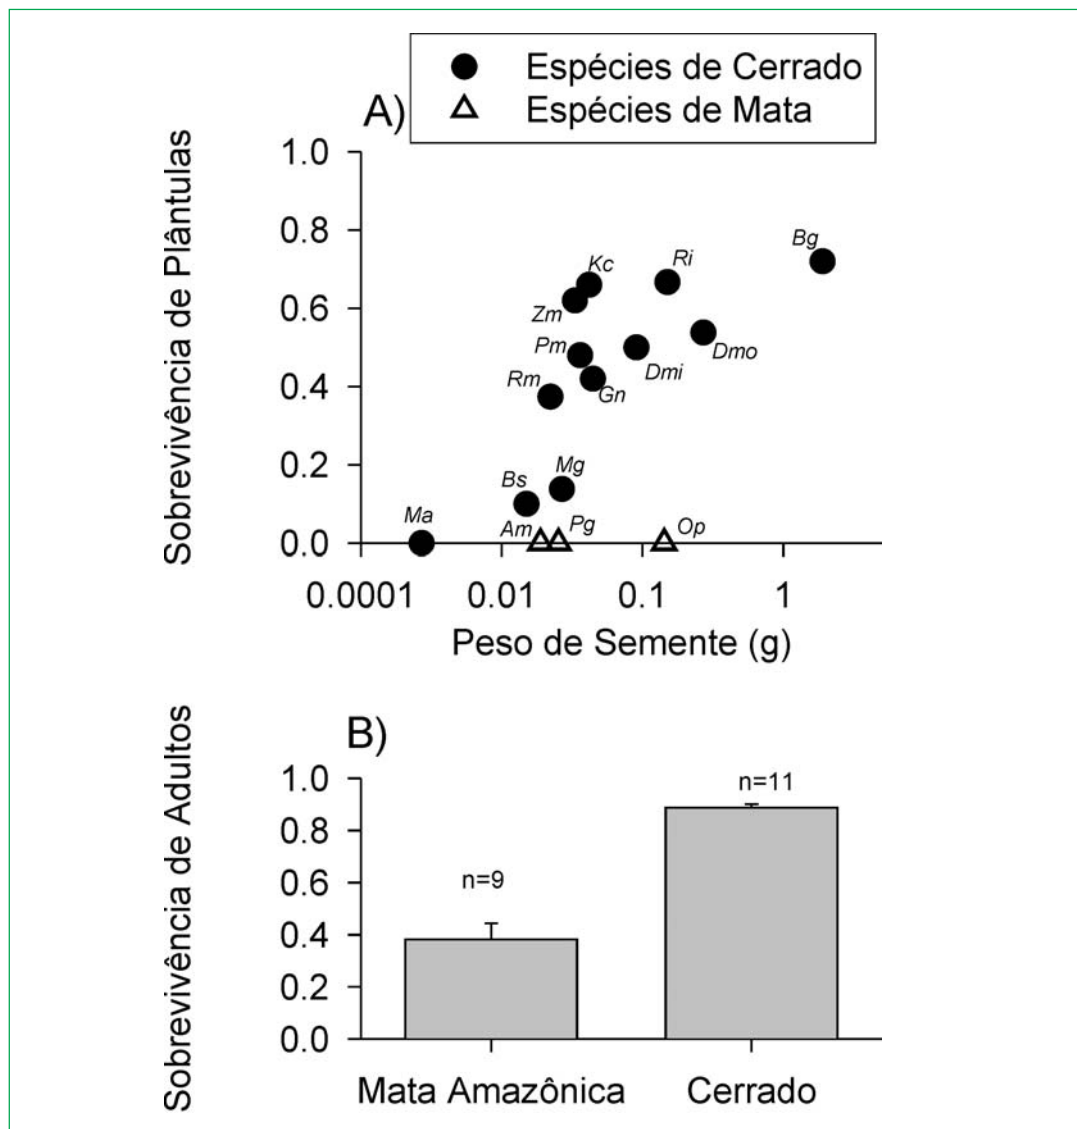 Espécies de Cerrado
Espécies de Mata
A)
Sobrevivência de Plântulas
1.0
0.8
0.6
0.4
0.2
0.0
Bg
Ri
Kc
Zm
Dmo
Pm
Dmi
Rm
Gn
Mg
Bs
Ma
Am
Pg
Op
0.0001 0.01 0.1 1
Peso de Semente (g)
B)
Sobrevivência de Adultos
1.0
0.8
0.6
0.4
0.2
0.0
n=11
n=9
Mata Amazônica Cerrado